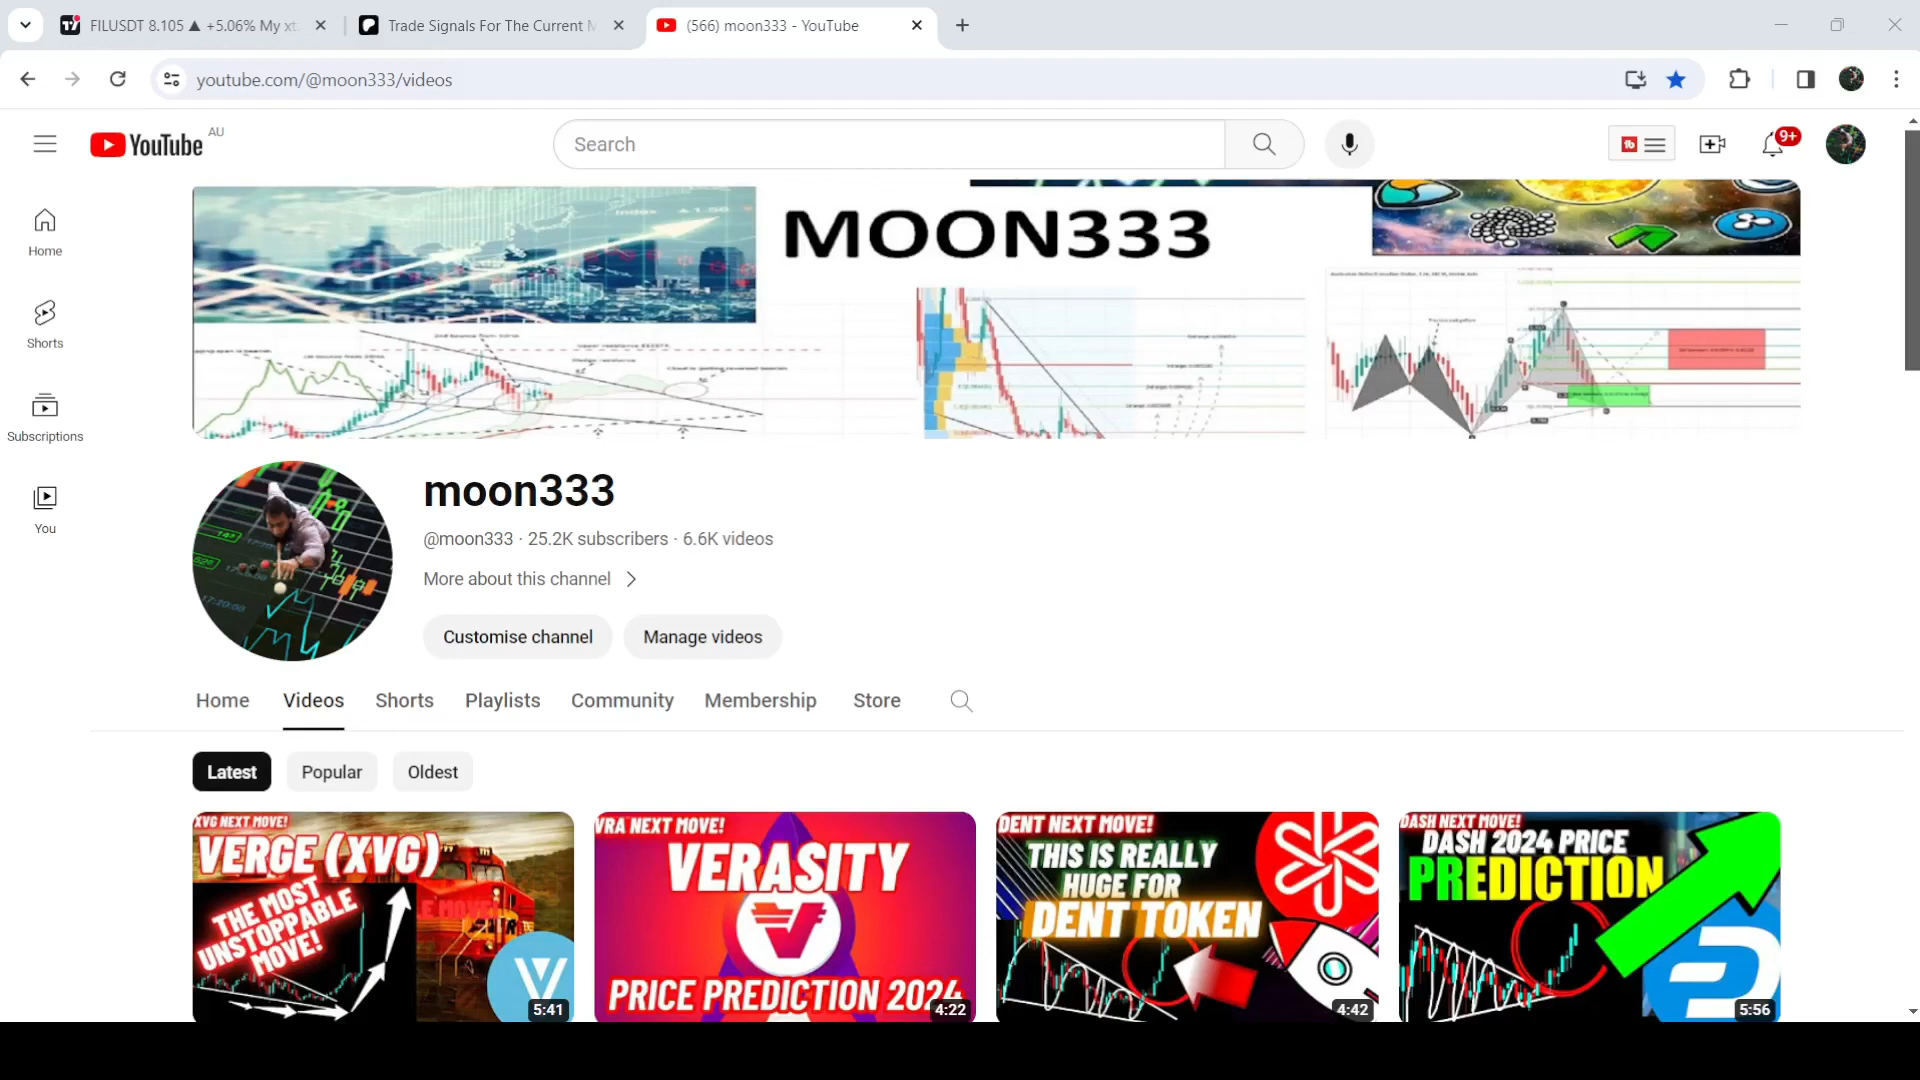 FILUSDT 8.105 ▲ +5.06% My xt
Trade Signals For The Current M
(566) moon333 - YouTube
youtube.com/@moon333/videos
YouTube AU
Search
9+
MOON333
Home
Shorts
Subscriptions
You
moon333
@moon333 · 25.2K subscribers · 6.6K videos
More about this channel
Customise channel
Manage videos
Home
Videos
Shorts
Playlists
Community
Membership
Store
Latest
Popular
Oldest
XVG NEXT MOVE!
VERGE (XVG)
THE MOST
UNSTOPPABLE
MOVE!
5:41
VRA NEXT MOVE!
VERASITY
PRICE PREDICTION 2024
4:22
DENT NEXT MOVE!
THIS IS REALLY
HUGE FOR
DENT TOKEN
4:42
DASH NEXT MOVE!
DASH 2024 PRICE
PREDICTION
5:56